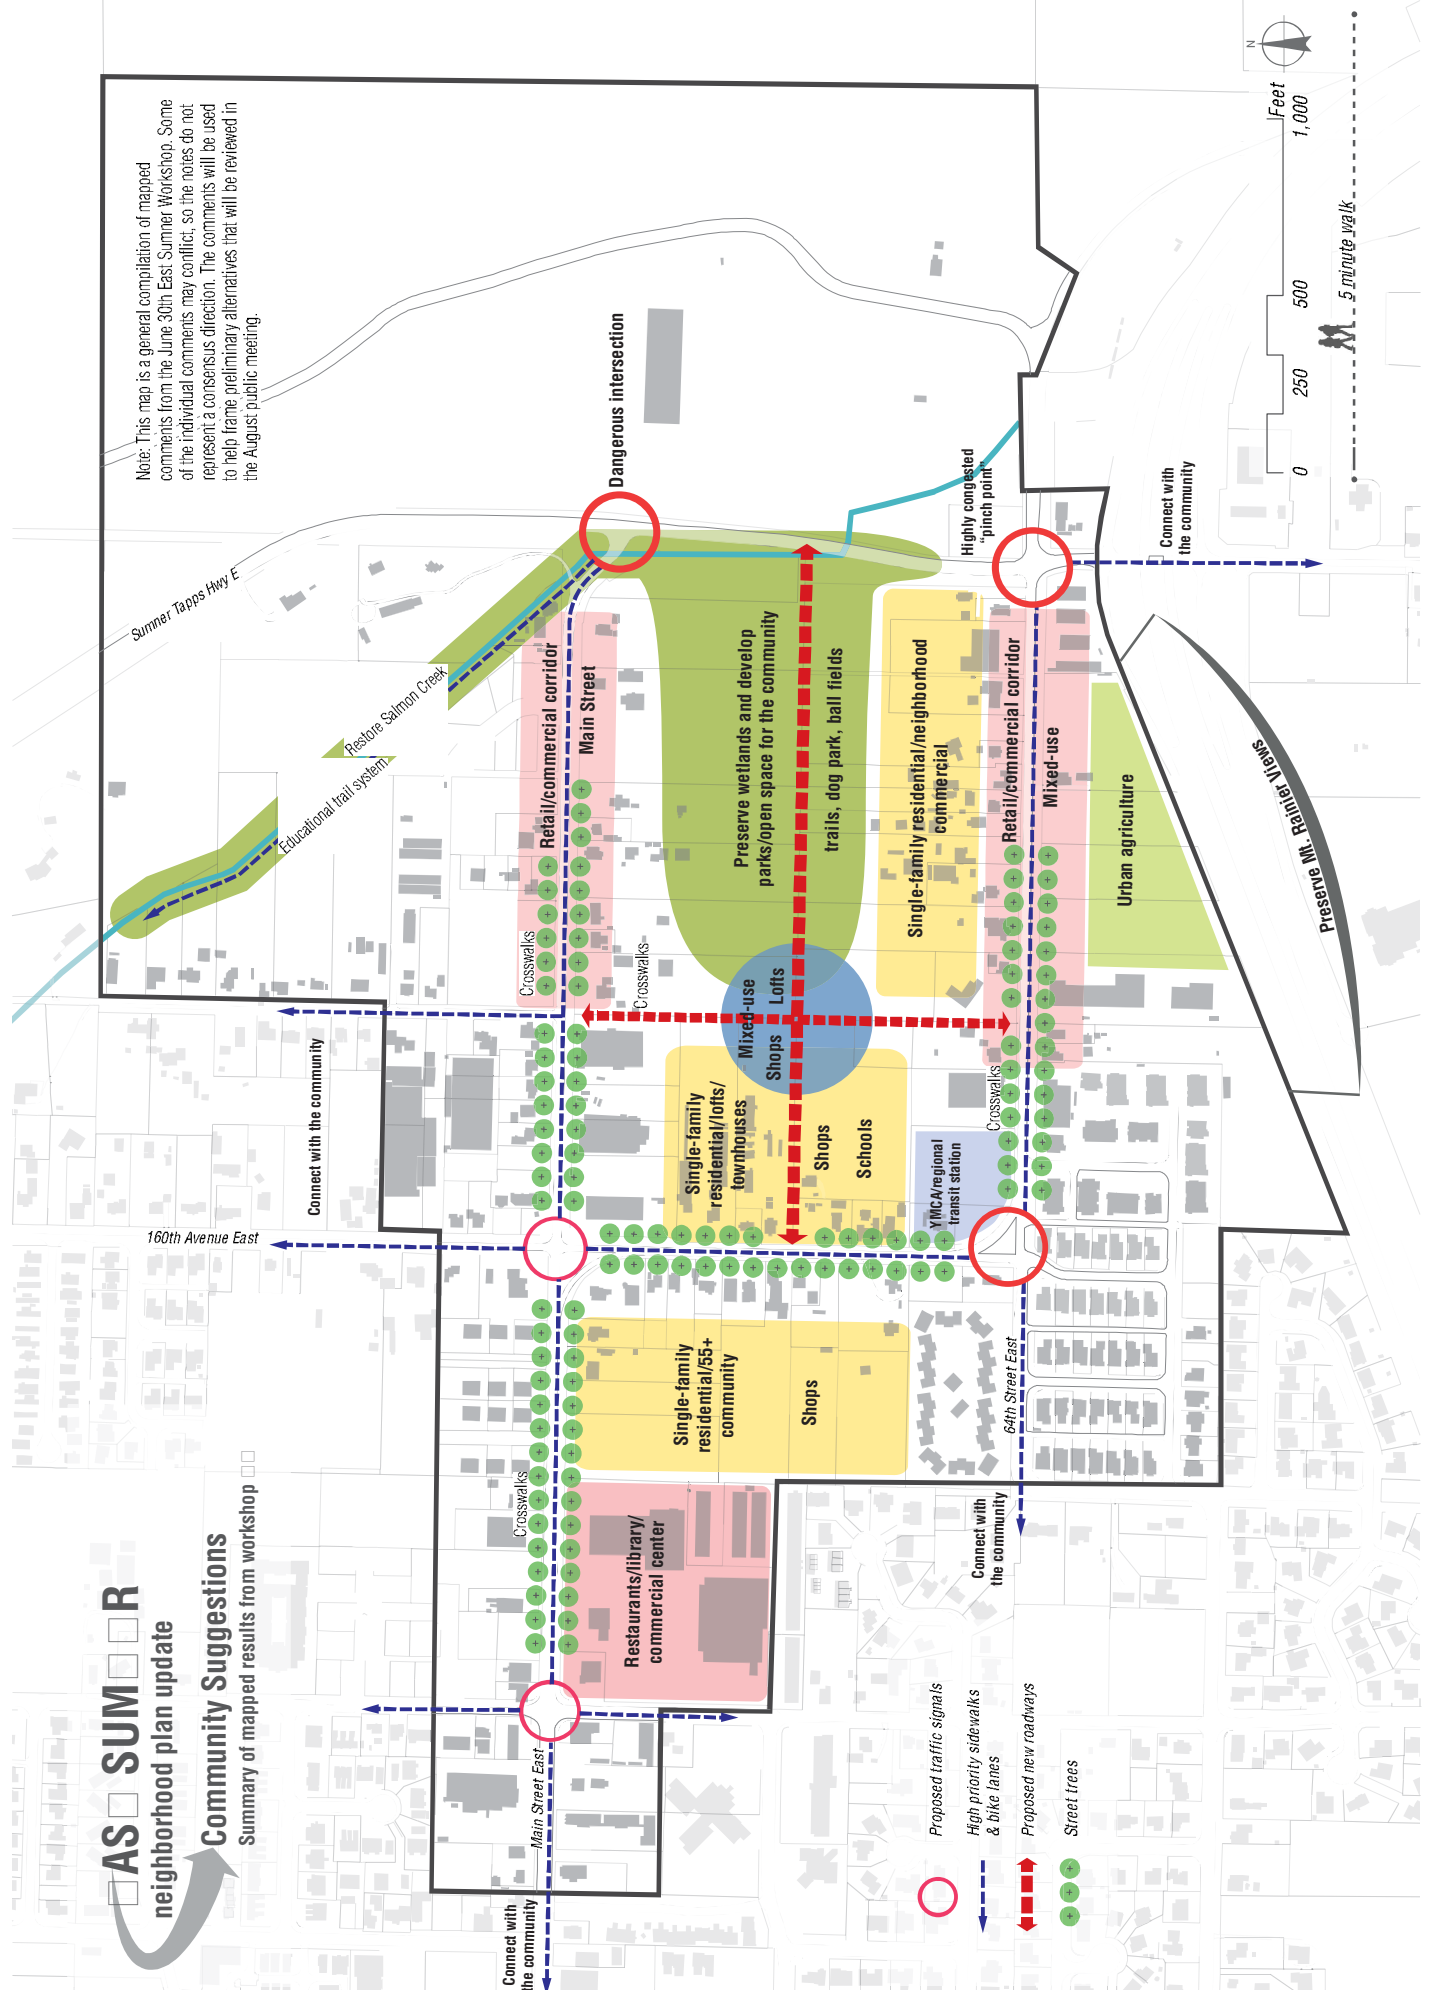 □AS□ SUM□□R
neighborhood plan update
Community Suggestions
Summary of mapped results from workshop □□
Note: This map is a general compilation of mapped
comments from the June 30th East Sumner Workshop. Some
of the individual comments may conflict, so the notes do not
represent a consensus direction. The comments will be used
to help frame preliminary alternatives that will be reviewed in
the August public meeting.
Sumner Tapps Hwy E
Restore Salmon Creek
Educational trail system
Connect with the community
160th Avenue East
Dangerous intersection
Retail/commercial corridor
Main Street
Crosswalks
Crosswalks
Crosswalks
Main Street East
Connect with
the community
Preserve wetlands and develop
parks/open space for the community
trails, dog park, ball fields
Mixed-use
Shops Lofts
Single-family
residential/lofts/
townhouses
Shops
Schools
Single-family
residential/55+
community
Shops
Restaurants/library/
commercial center
Single-family residential/neighborhood
commercial
YMCA/regional
transit station
Highly congested
"pinch point"
Retail/commercial corridor
Mixed-use
Crosswalks
64th Street East
Connect with
the community
Urban agriculture
Connect with
the community
Preserve Mt. Rainier Views
Proposed traffic signals
High priority sidewalks
& bike lanes
Proposed new roadways
Street trees
N
Feet
0 250 500 1,000
5 minute walk